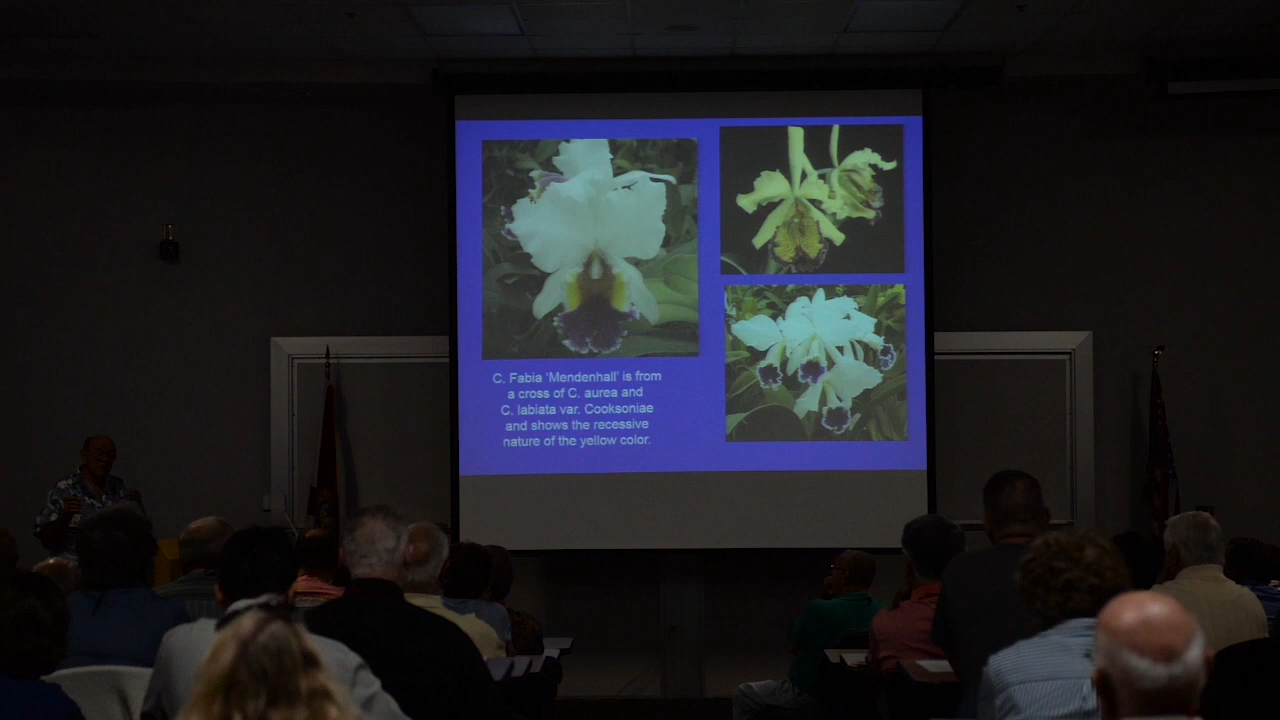 C. Fabia ‘Mendenhall’ is from
a cross of C. aurea and
C. labiata var. Cooksoniae
and shows the recessive
nature of the yellow color.